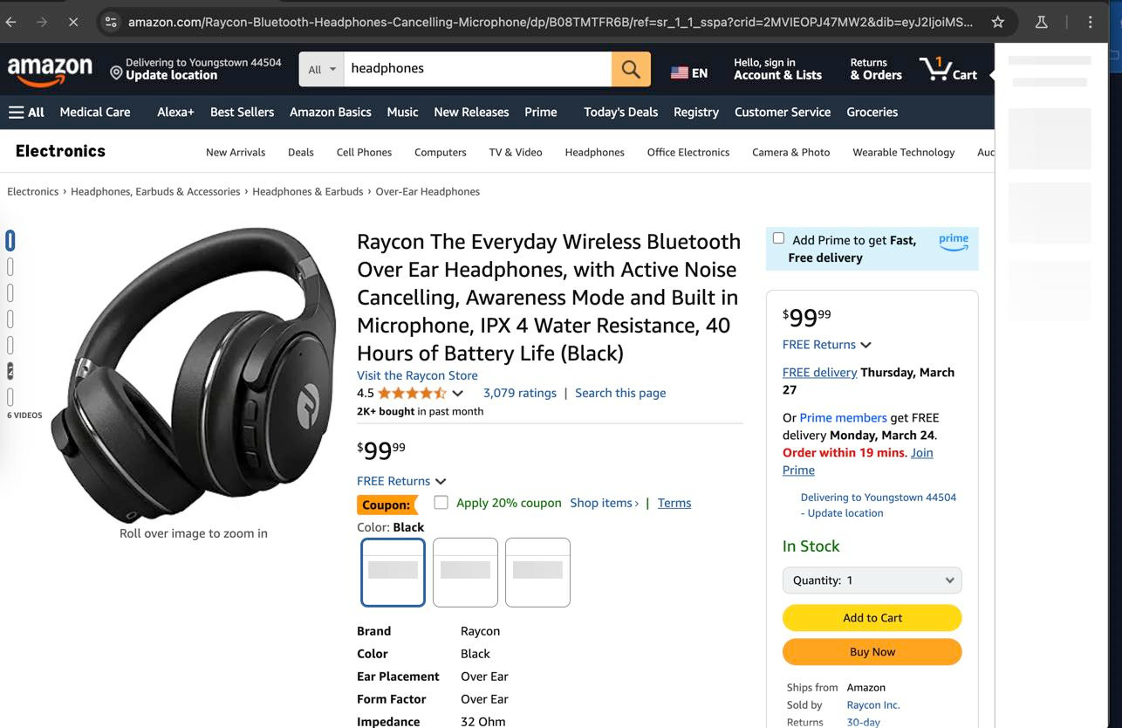 amazon.com/Raycon-Bluetooth-Headphones-Cancelling-Microphone/dp/B08TMTFR6B/ref=sr_1_1_sspa?crid=2MVIEOPJ47MW2&dib=eyJ2IjoiMS...
amazon
Delivering to Youngstown 44504
Update location
All
headphones
EN
Hello, sign in
Account & Lists
Returns
& Orders
1
Cart
All Medical Care Alexa+ Best Sellers Amazon Basics Music New Releases Prime Today's Deals Registry Customer Service Groceries
Electronics New Arrivals Deals Cell Phones Computers TV & Video Headphones Office Electronics Camera & Photo Wearable Technology Auc
Electronics › Headphones, Earbuds & Accessories › Headphones & Earbuds › Over-Ear Headphones
6 VIDEOS
Roll over image to zoom in
Raycon The Everyday Wireless Bluetooth
Over Ear Headphones, with Active Noise
Cancelling, Awareness Mode and Built in
Microphone, IPX 4 Water Resistance, 40
Hours of Battery Life (Black)
Visit the Raycon Store
4.5 3,079 ratings | Search this page
2K+ bought in past month
$99 99
FREE Returns
Coupon: Apply 20% coupon Shop items › | Terms
Color: Black
Brand Raycon
Color Black
Ear Placement Over Ear
Form Factor Over Ear
Impedance 32 Ohm
Add Prime to get Fast,
Free delivery
prime
$99 99
FREE Returns
FREE delivery Thursday, March
27
Or Prime members get FREE
delivery Monday, March 24.
Order within 19 mins. Join
Prime
Delivering to Youngstown 44504
- Update location
In Stock
Quantity: 1
Add to Cart
Buy Now
Ships from Amazon
Sold by Raycon Inc.
Returns 30-day